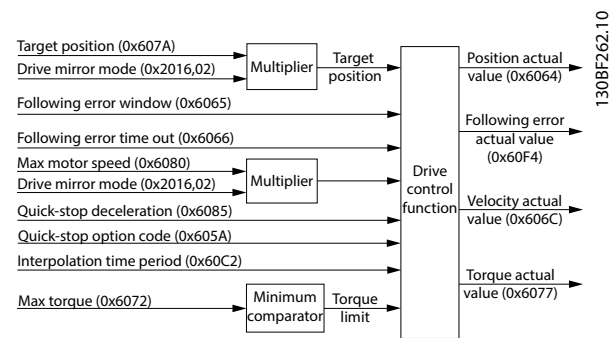 Target position (0x607A)
Drive mirror mode (0x2016,02)
Multiplier
Target
position
Following error window (0x6065)
Following error time out (0x6066)
Max motor speed (0x6080)
Drive mirror mode (0x2016,02)
Multiplier
Quick-stop deceleration (0x6085)
Quick-stop option code (0x605A)
Interpolation time period (0x60C2)
Max torque (0x6072)
Minimum
comparator
Torque
limit
Drive
control
function
Position actual
value (0x6064)
Following error
actual value
(0x60F4)
Velocity actual
value (0x606C)
Torque actual
value (0x6077)
130BF262.10